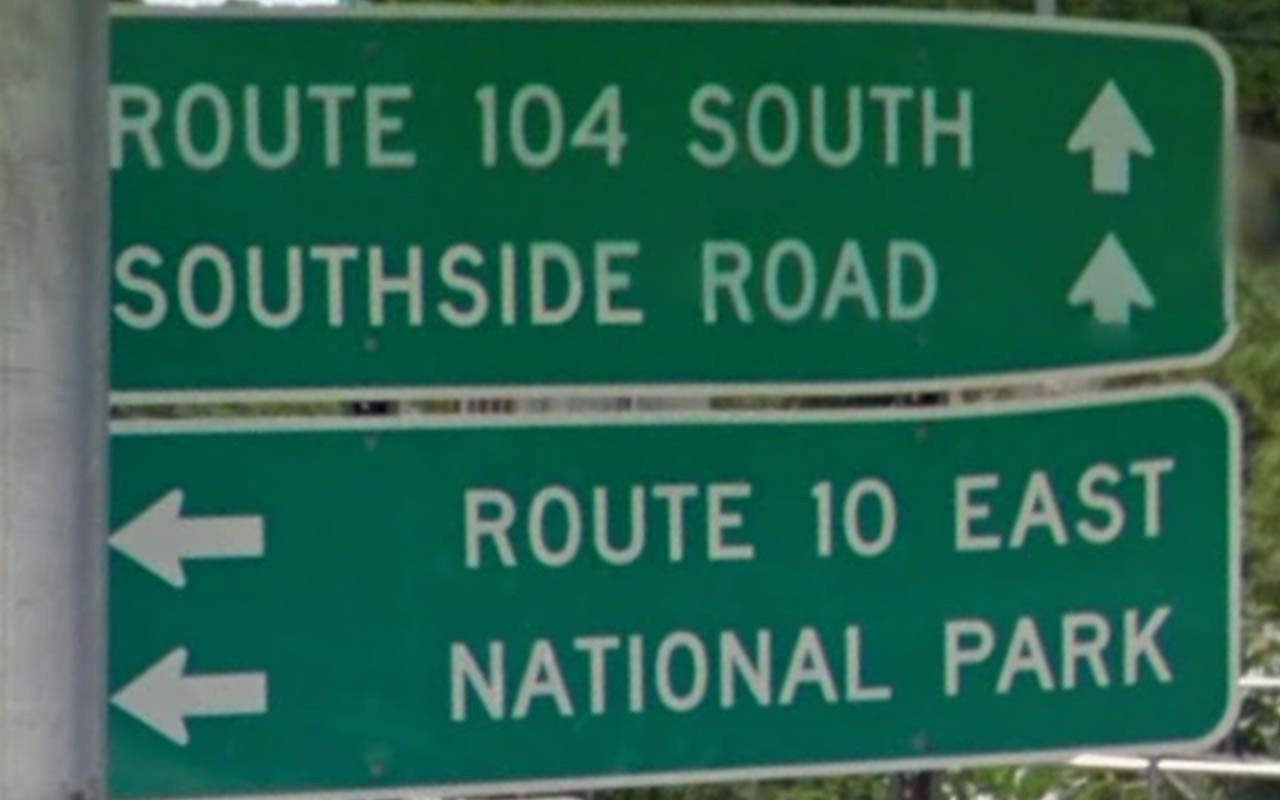 ROUTE 104 SOUTH
SOUTHSIDE ROAD
ROUTE 10 EAST
NATIONAL PARK